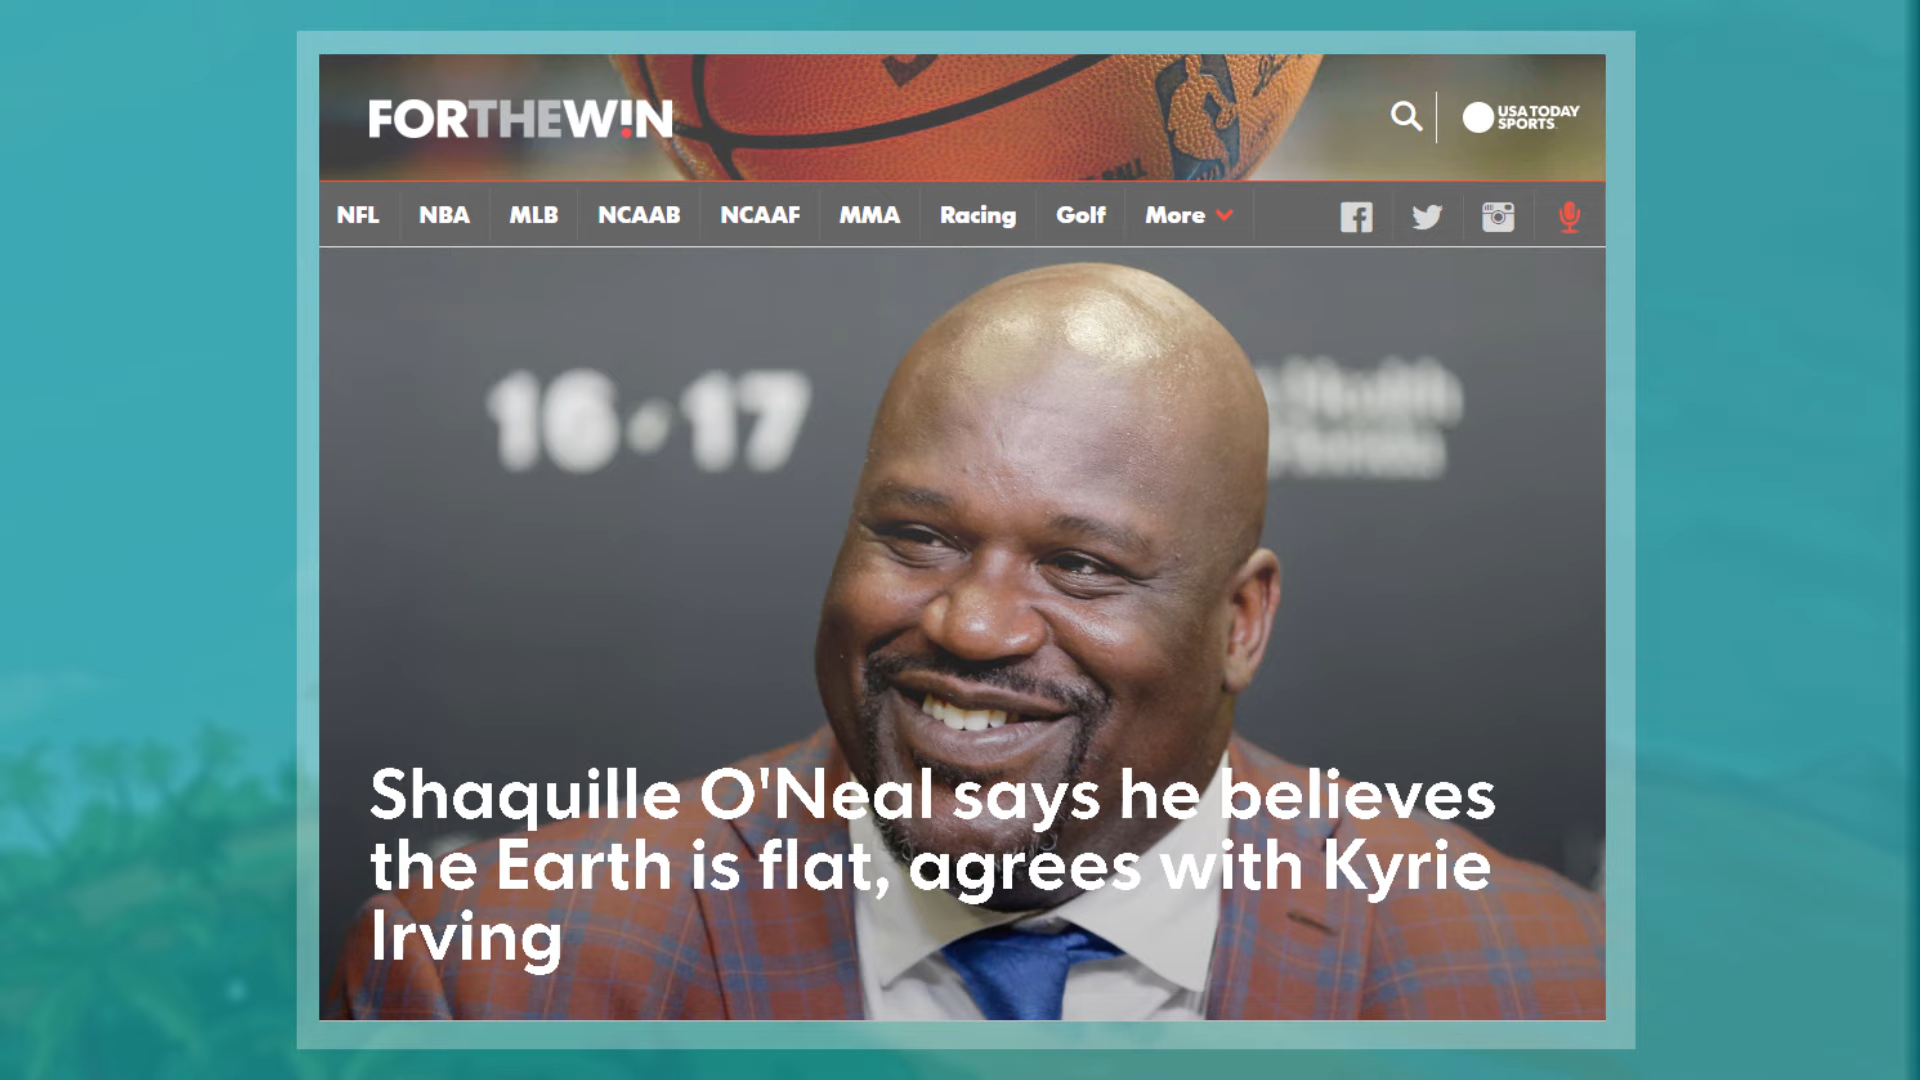 FORTHEW!N
USA TODAY
SPORTS
NFL NBA MLB NCAAB NCAAF MMA Racing Golf More
16 17
Shaquille O'Neal says he believes
the Earth is flat, agrees with Kyrie
Irving